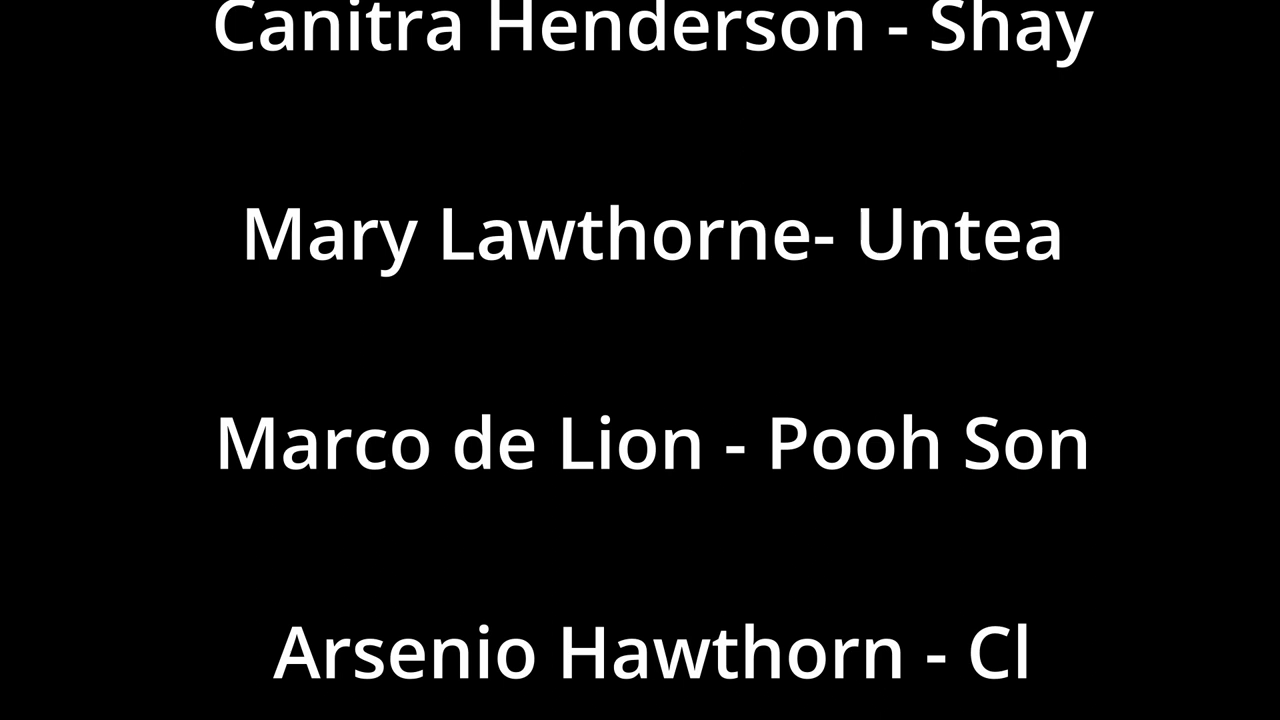 Canitra Henderson - Shay
Mary Lawthorne- Untea
Marco de Lion - Pooh Son
Arsenio Hawthorn - Cl